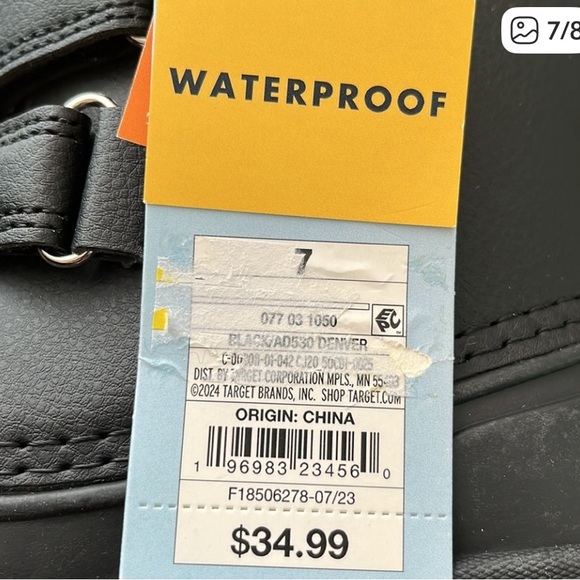 7/8
WATERPROOF
7
077 03 1050
EPC
BLACK/AD530 DENVER
DIST. BY TARGET CORPORATION MPLS., MN
©2024 TARGET BRANDS, INC. SHOP TARGET.COM
ORIGIN: CHINA
1 96983 23456 0
F18506278-07/23
$34.99